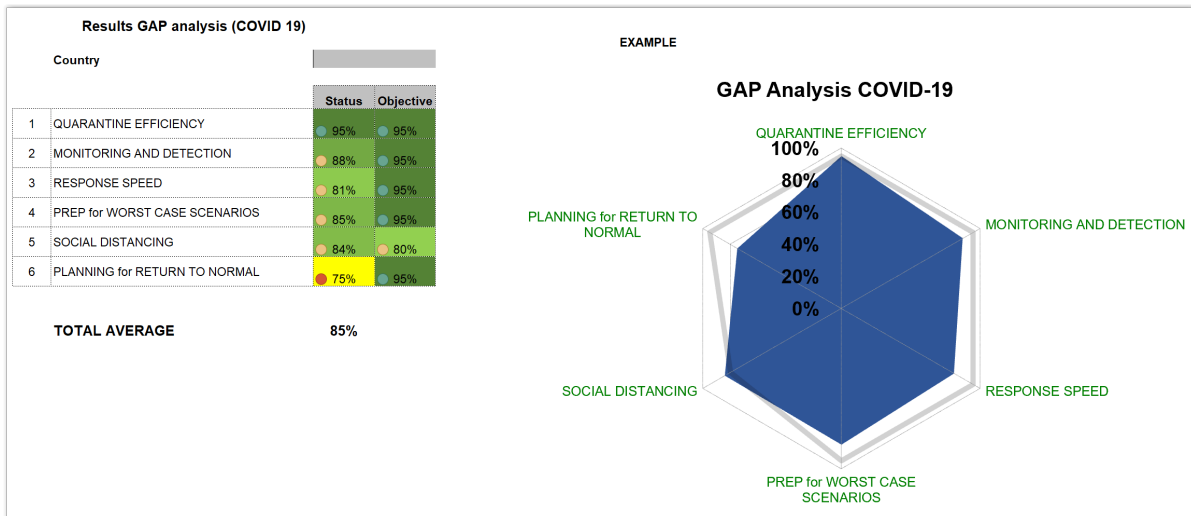 Results GAP analysis (COVID 19)
Country
Status Objective
1 QUARANTINE EFFICIENCY 95% 95%
2 MONITORING AND DETECTION 88% 95%
3 RESPONSE SPEED 81% 95%
4 PREP for WORST CASE SCENARIOS 85% 95%
5 SOCIAL DISTANCING 84% 80%
6 PLANNING for RETURN TO NORMAL 75% 95%
TOTAL AVERAGE 85%
EXAMPLE
GAP Analysis COVID-19
QUARANTINE EFFICIENCY
100%
80%
60%
40%
20%
0%
MONITORING AND DETECTION
RESPONSE SPEED
PREP for WORST CASE
SCENARIOS
SOCIAL DISTANCING
PLANNING for RETURN TO
NORMAL